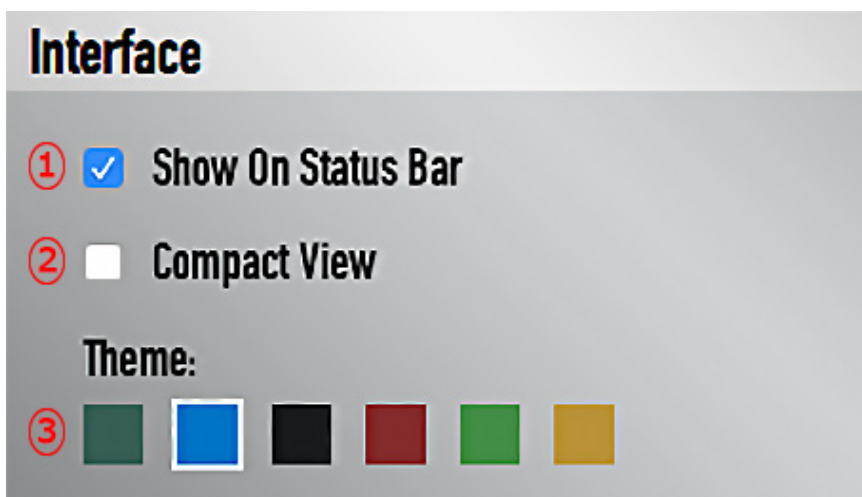 Interface
① Show On Status Bar
② Compact View
Theme:
③